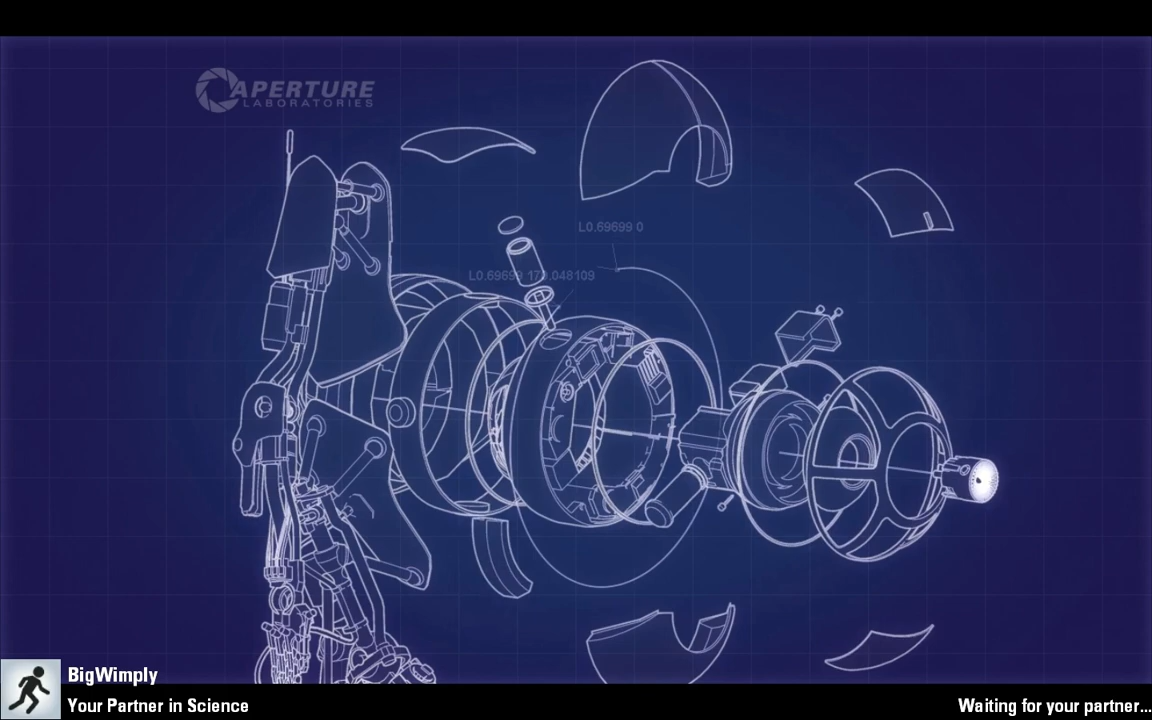 APERTURE
LABORATORIES
L0.69699 0
BigWimply
Your Partner in Science
Waiting for your partner...